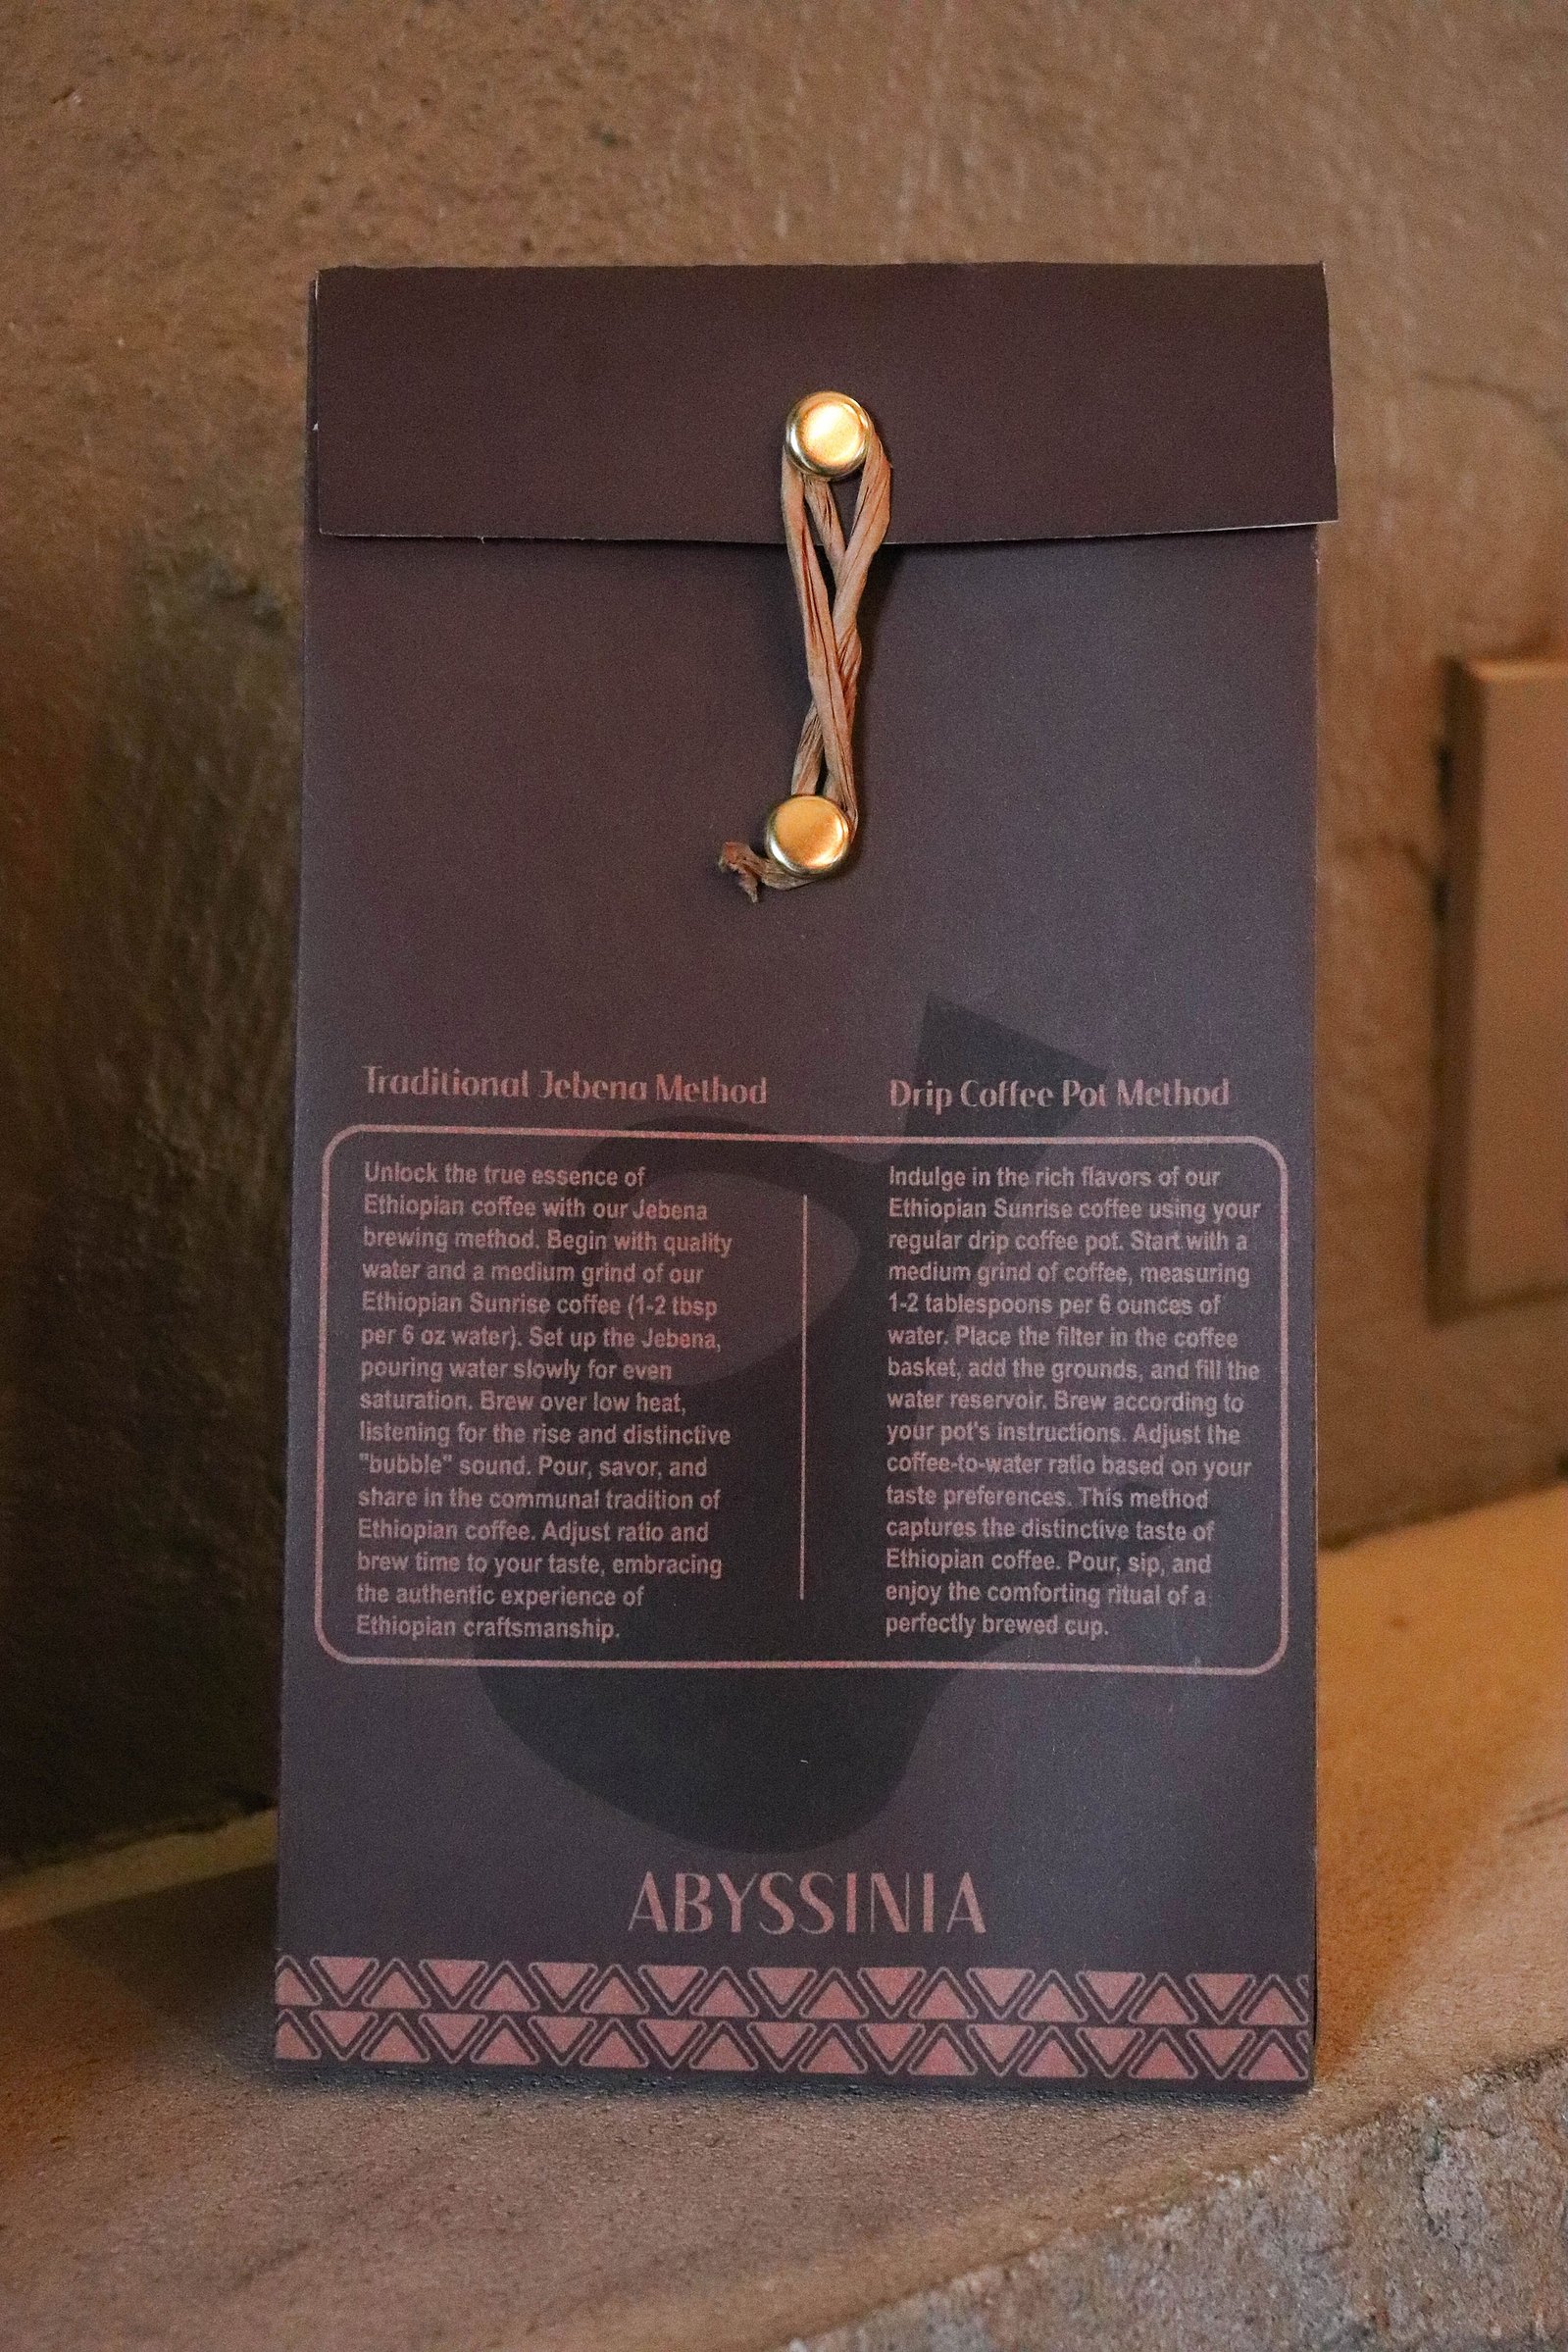 Traditional Jebena Method
Unlock the true essence of
Ethiopian coffee with our Jebena
brewing method. Begin with quality
water and a medium grind of our
Ethiopian Sunrise coffee (1-2 tbsp
per 6 oz water). Set up the Jebena,
pouring water slowly for even
saturation. Brew over low heat,
listening for the rise and distinctive
"bubble" sound. Pour, savor, and
share in the communal tradition of
Ethiopian coffee. Adjust ratio and
brew time to your taste, embracing
the authentic experience of
Ethiopian craftsmanship.
Drip Coffee Pot Method
Indulge in the rich flavors of our
Ethiopian Sunrise coffee using your
regular drip coffee pot. Start with a
medium grind of coffee, measuring
1-2 tablespoons per 6 ounces of
water. Place the filter in the coffee
basket, add the grounds, and fill the
water reservoir. Brew according to
your pot's instructions. Adjust the
coffee-to-water ratio based on your
taste preferences. This method
captures the distinctive taste of
Ethiopian coffee. Pour, sip, and
enjoy the comforting ritual of a
perfectly brewed cup.
ABYSSINIA